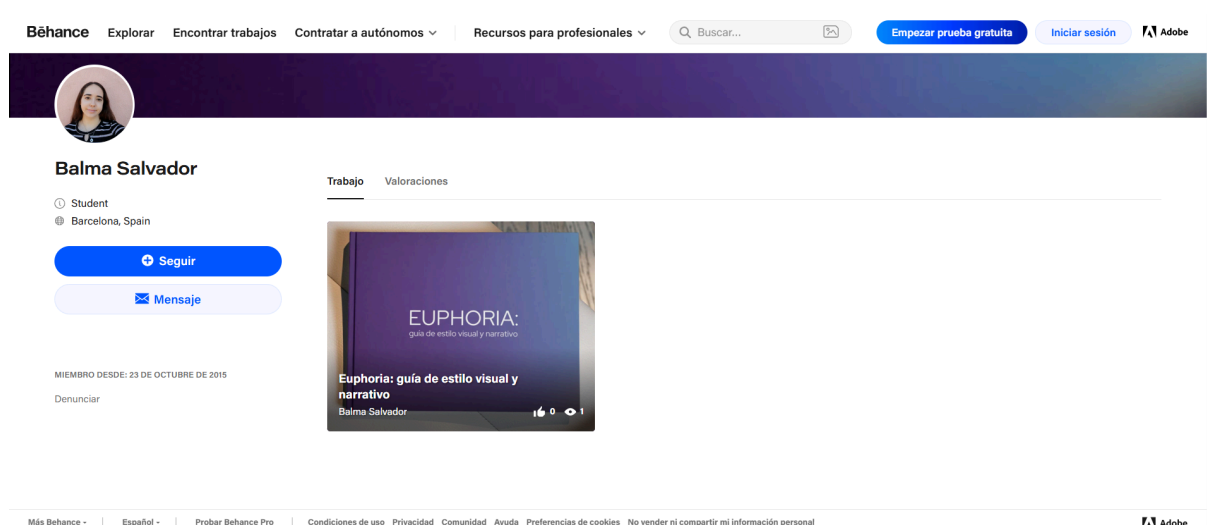 Bēhance Explorar Encontrar trabajos Contratar a autónomos Recursos para profesionales Buscar... Empezar prueba gratuita Iniciar sesión Adobe
Balma Salvador
Student
Barcelona, Spain
Seguir
Mensaje
MIEMBRO DESDE: 23 DE OCTUBRE DE 2015
Denunciar
Trabajo Valoraciones
EUPHORIA:
guía de estilo visual y narrativo
Euphoria: guía de estilo visual y
narrativo
Balma Salvador 0 1
Más Behance Español Probar Behance Pro Condiciones de uso Privacidad Comunidad Ayuda Preferencias de cookies No vender ni compartir mi información personal Adobe